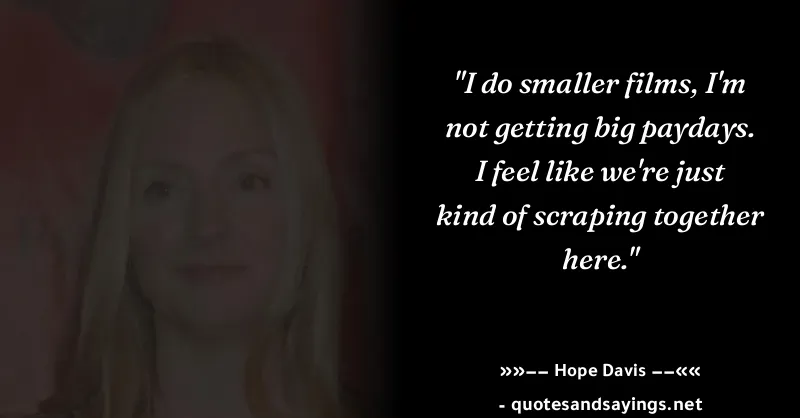 "I do smaller films, I'm
not getting big paydays.
I feel like we're just
kind of scraping together
here."
»»−− Hope Davis −−««
- quotesandsayings.net